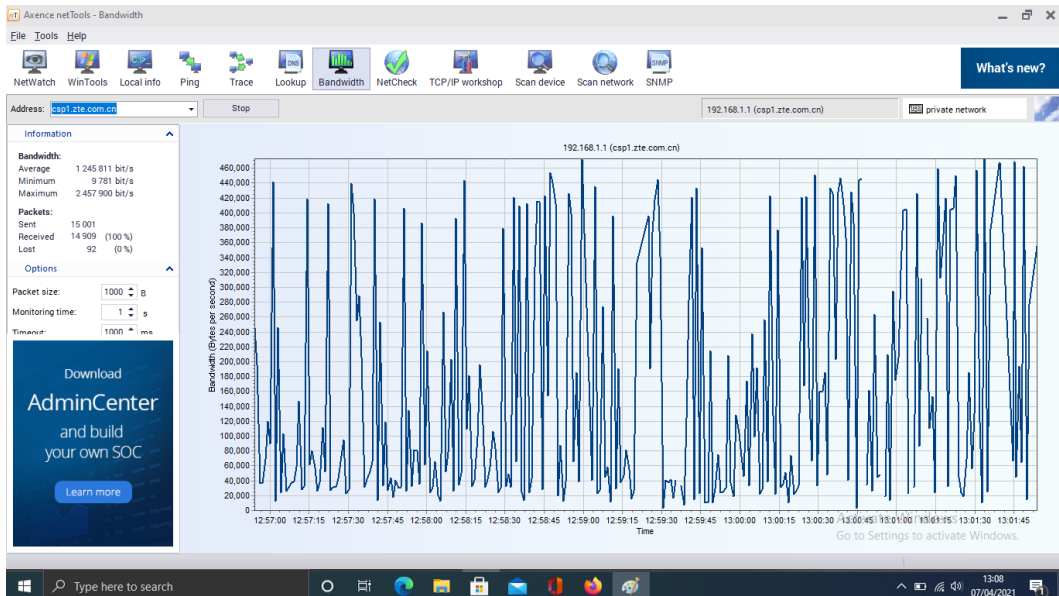 nT Axence netTools - Bandwidth
File Tools Help
NetWatch WinTools Local info Ping Trace Lookup Bandwidth NetCheck TCP/IP workshop Scan device Scan network SNMP
What's new?
Address: csp1.zte.com.cn Stop 192.168.1.1 (csp1.zte.com.cn) private network
Information
Bandwidth:
Average 1 245 811 bit/s
Minimum 9 781 bit/s
Maximum 2 457 900 bit/s
Packets:
Sent 15 001
Received 14 909 (100 %)
Lost 92 (0 %)
Options
Packet size: 1000 B
Monitoring time: 1 s
Timeout: 1000 ms
Download
AdminCenter
and build
your own SOC
Learn more
192.168.1.1 (csp1.zte.com.cn)
Bandwidth (Bytes per second)
460,000
440,000
420,000
400,000
380,000
360,000
340,000
320,000
300,000
280,000
260,000
240,000
220,000
200,000
180,000
160,000
140,000
120,000
100,000
80,000
60,000
40,000
20,000
0
12:57:00 12:57:15 12:57:30 12:57:45 12:58:00 12:58:15 12:58:30 12:58:45 12:59:00 12:59:15 12:59:30 12:59:45 13:00:00 13:00:15 13:00:30 13:00:45 13:01:00 13:01:15 13:01:30 13:01:45
Time
Activate Windows
Go to Settings to activate Windows.
Type here to search
13:08
07/04/2021